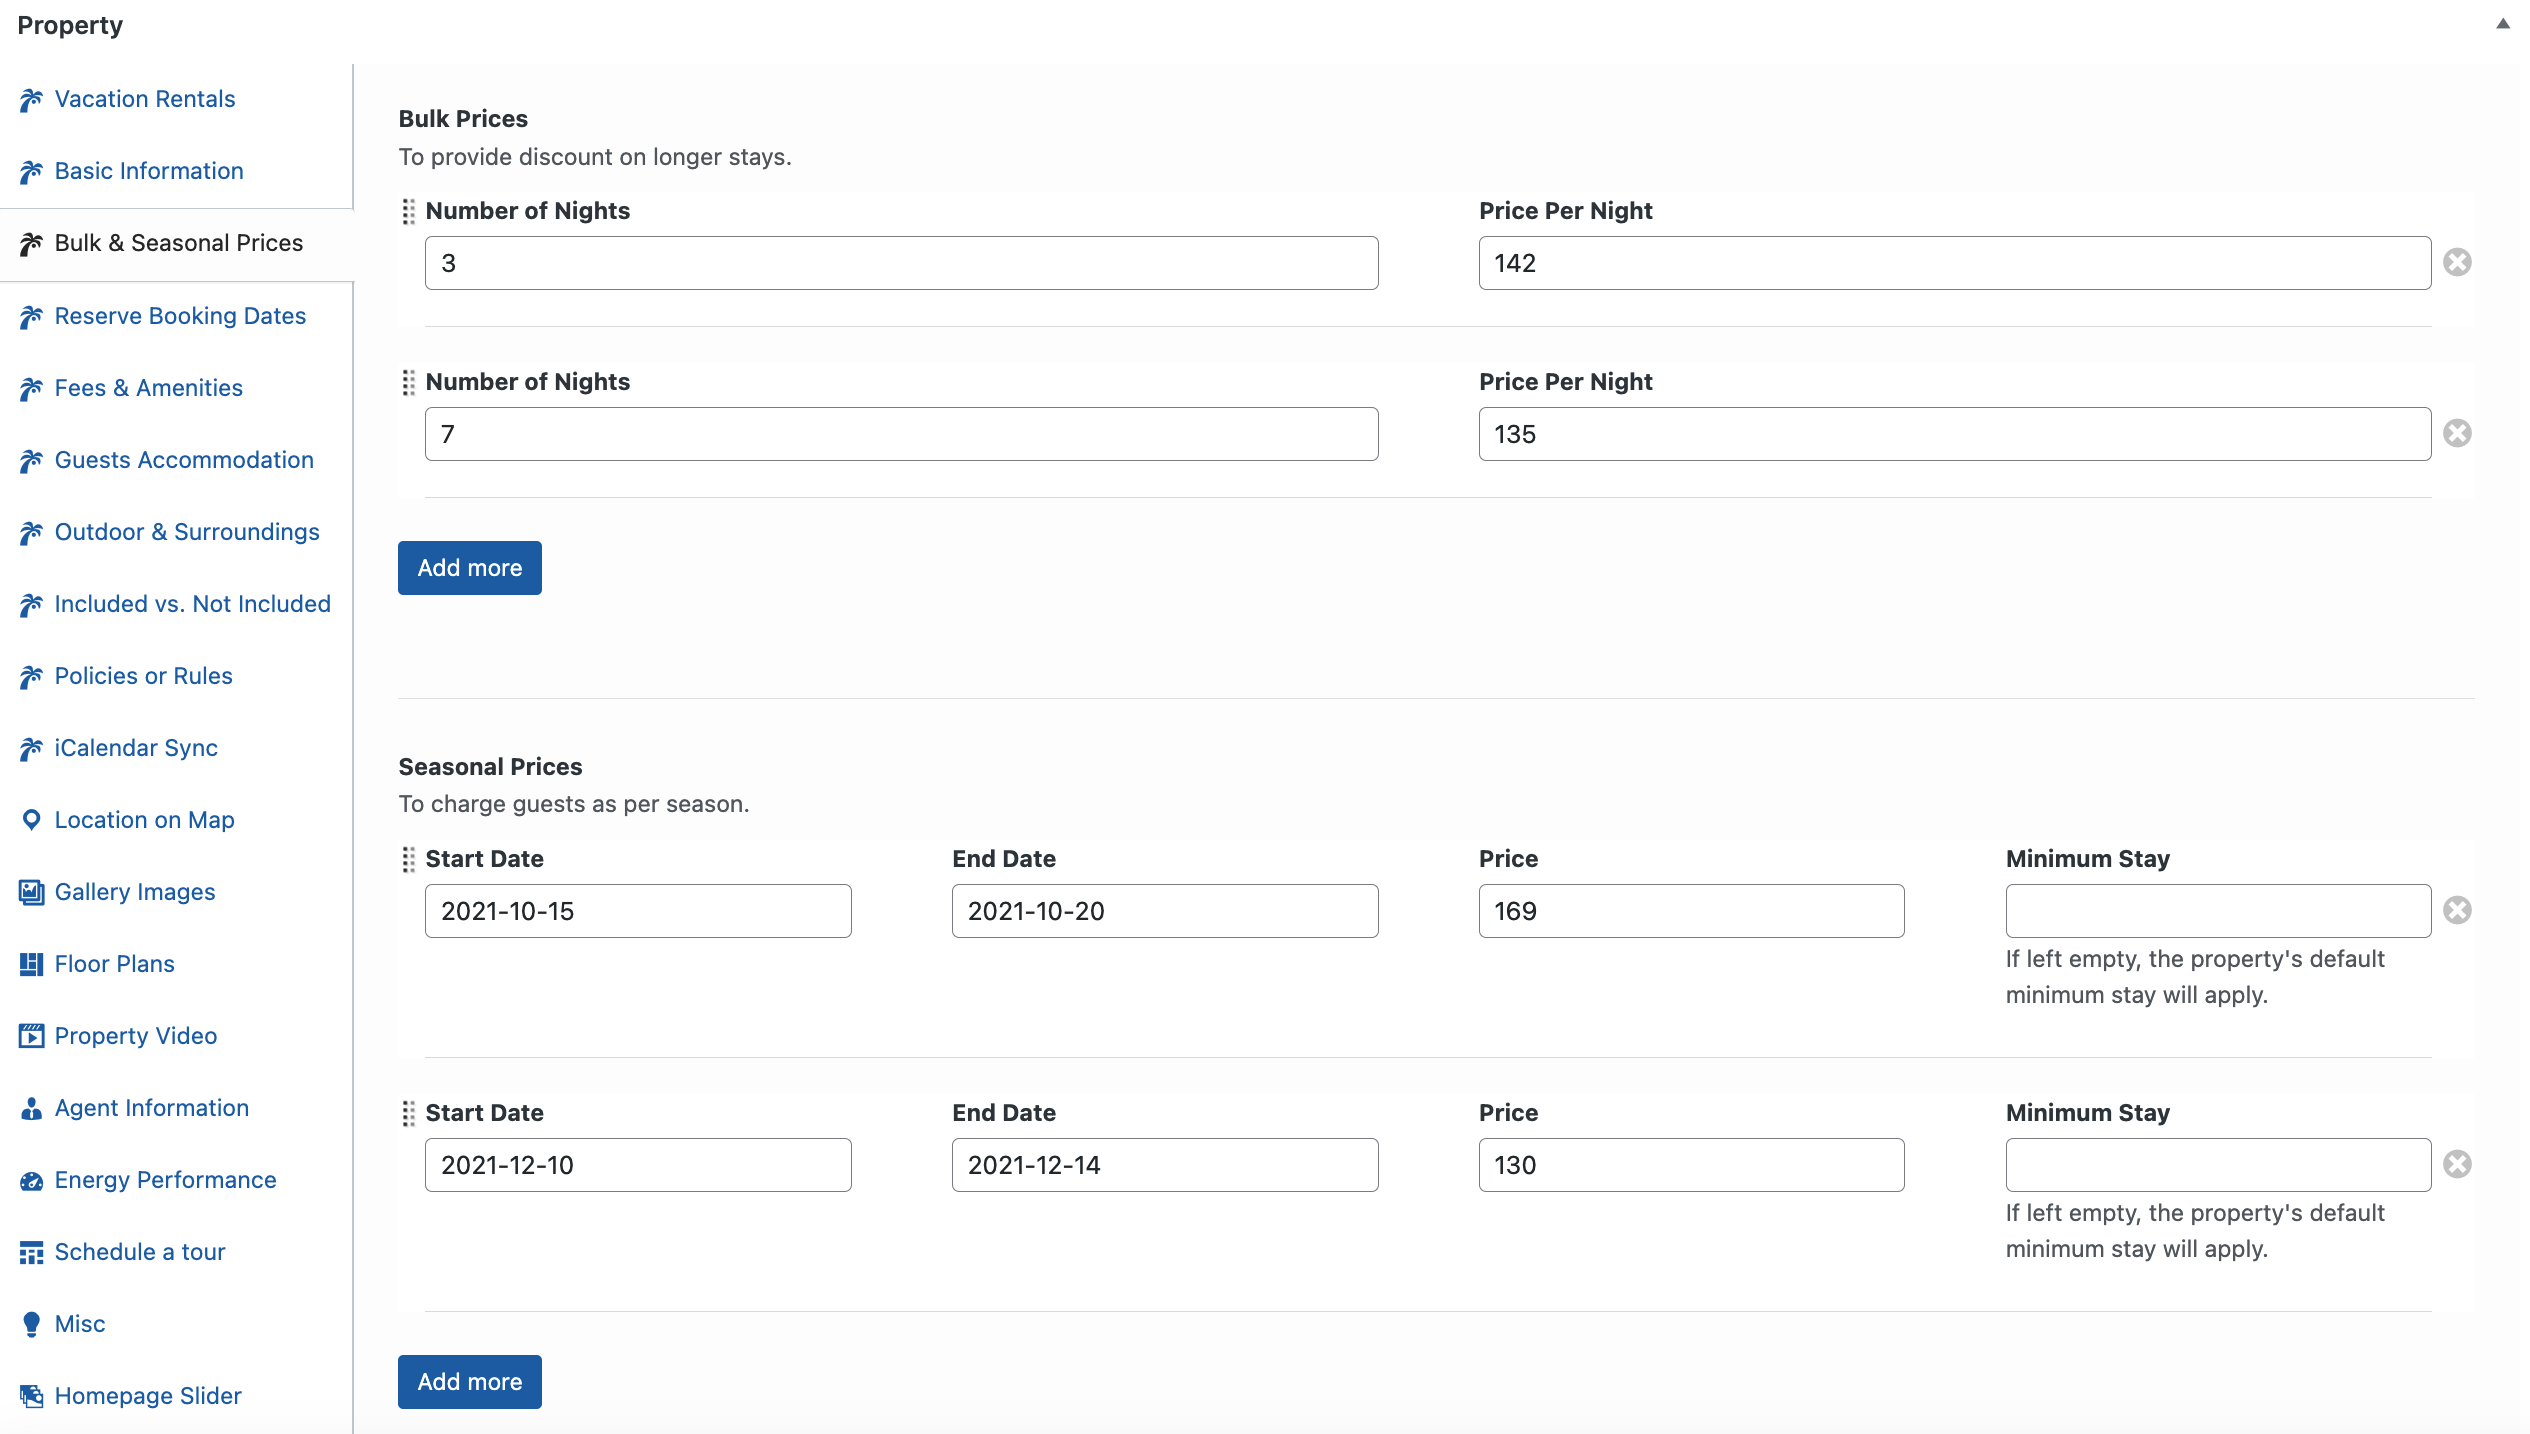 Property
Vacation Rentals
Basic Information
Bulk & Seasonal Prices
Reserve Booking Dates
Fees & Amenities
Guests Accommodation
Outdoor & Surroundings
Included vs. Not Included
Policies or Rules
iCalendar Sync
Location on Map
Gallery Images
Floor Plans
Property Video
Agent Information
Energy Performance
Schedule a tour
Misc
Homepage Slider
Bulk Prices
To provide discount on longer stays.
Number of Nights Price Per Night
3 142
Number of Nights Price Per Night
7 135
Add more
Seasonal Prices
To charge guests as per season.
Start Date End Date Price Minimum Stay
2021-10-15 2021-10-20 169
If left empty, the property's default
minimum stay will apply.
Start Date End Date Price Minimum Stay
2021-12-10 2021-12-14 130
If left empty, the property's default
minimum stay will apply.
Add more